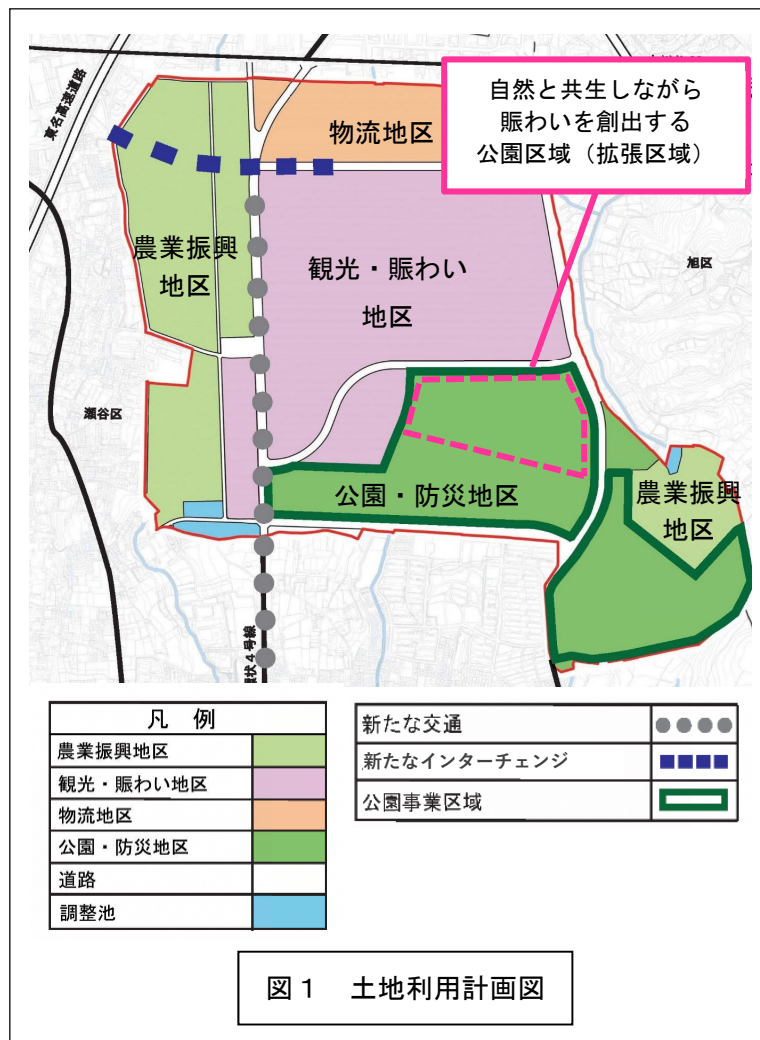 東名高速道路
自然と共生しながら
賑わいを創出する
公園区域（拡張区域）
物流地区
農業振興
地区
観光・賑わい
地区
旭区
瀬谷区
公園・防災地区
農業振興
地区
環状４号線
凡　例
農業振興地区
観光・賑わい地区
物流地区
公園・防災地区
道路
調整池
新たな交通
新たなインターチェンジ
公園事業区域
図１　土地利用計画図